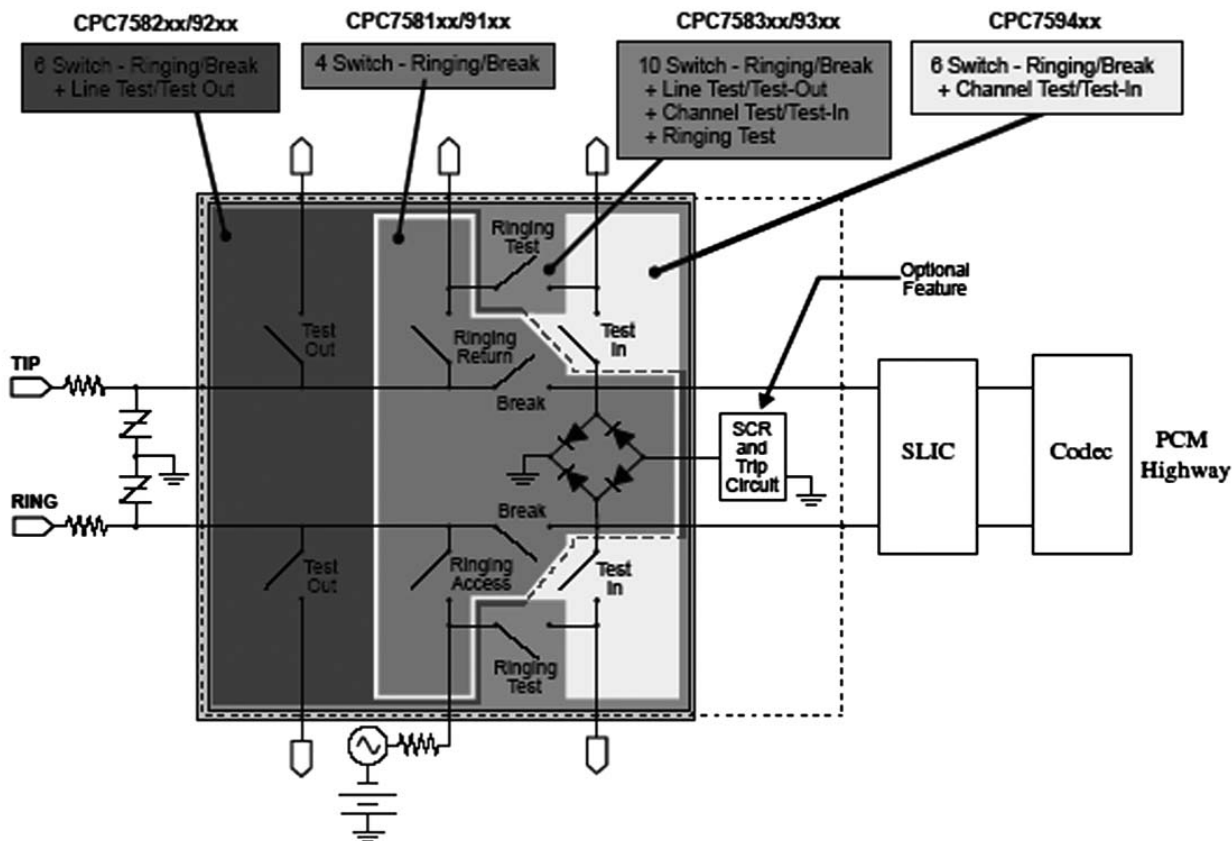 CPC7582xx/92xx
CPC7581xx/91xx
CPC7583xx/93xx
CPC7594xx
6 Switch - Ringing/Break
+ Line Test/Test Out
4 Switch - Ringing/Break
10 Switch - Ringing/Break
+ Line Test/Test-Out
+ Channel Test/Test-In
+ Ringing Test
6 Switch - Ringing/Break
+ Channel Test/Test-In
Ringing
Test
Optional
Feature
Test
Out
Ringing
Return
Test
In
TIP
Break
SCR
and
Trip
Circuit
SLIC
Codec
PCM
Highway
RING
Break
Test
Out
Ringing
Access
Test
In
Ringing
Test